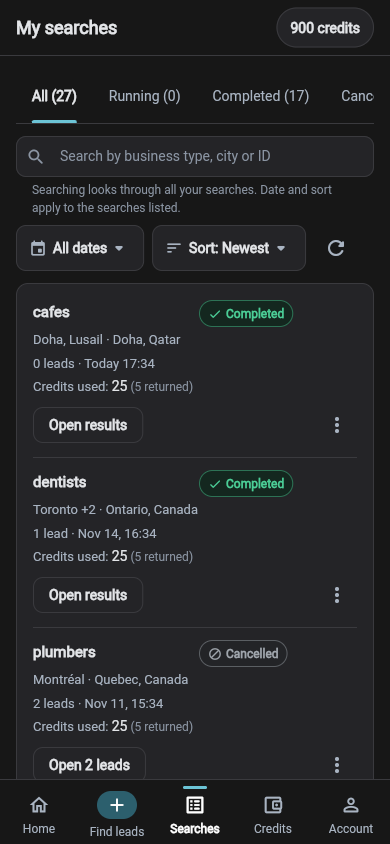 My searches
900 credits
All (27)
Running (0)
Completed (17)
Canc
Search by business type, city or ID
Searching looks through all your searches. Date and sort
apply to the searches listed.
All dates
Sort: Newest
cafes
Completed
Doha, Lusail · Doha, Qatar
0 leads · Today 17:34
Credits used: 25 (5 returned)
Open results
dentists
Completed
Toronto +2 · Ontario, Canada
1 lead · Nov 14, 16:34
Credits used: 25 (5 returned)
Open results
plumbers
Cancelled
Montréal · Quebec, Canada
2 leads · Nov 11, 15:34
Credits used: 25 (5 returned)
Open 2 leads
Home
Find leads
Searches
Credits
Account